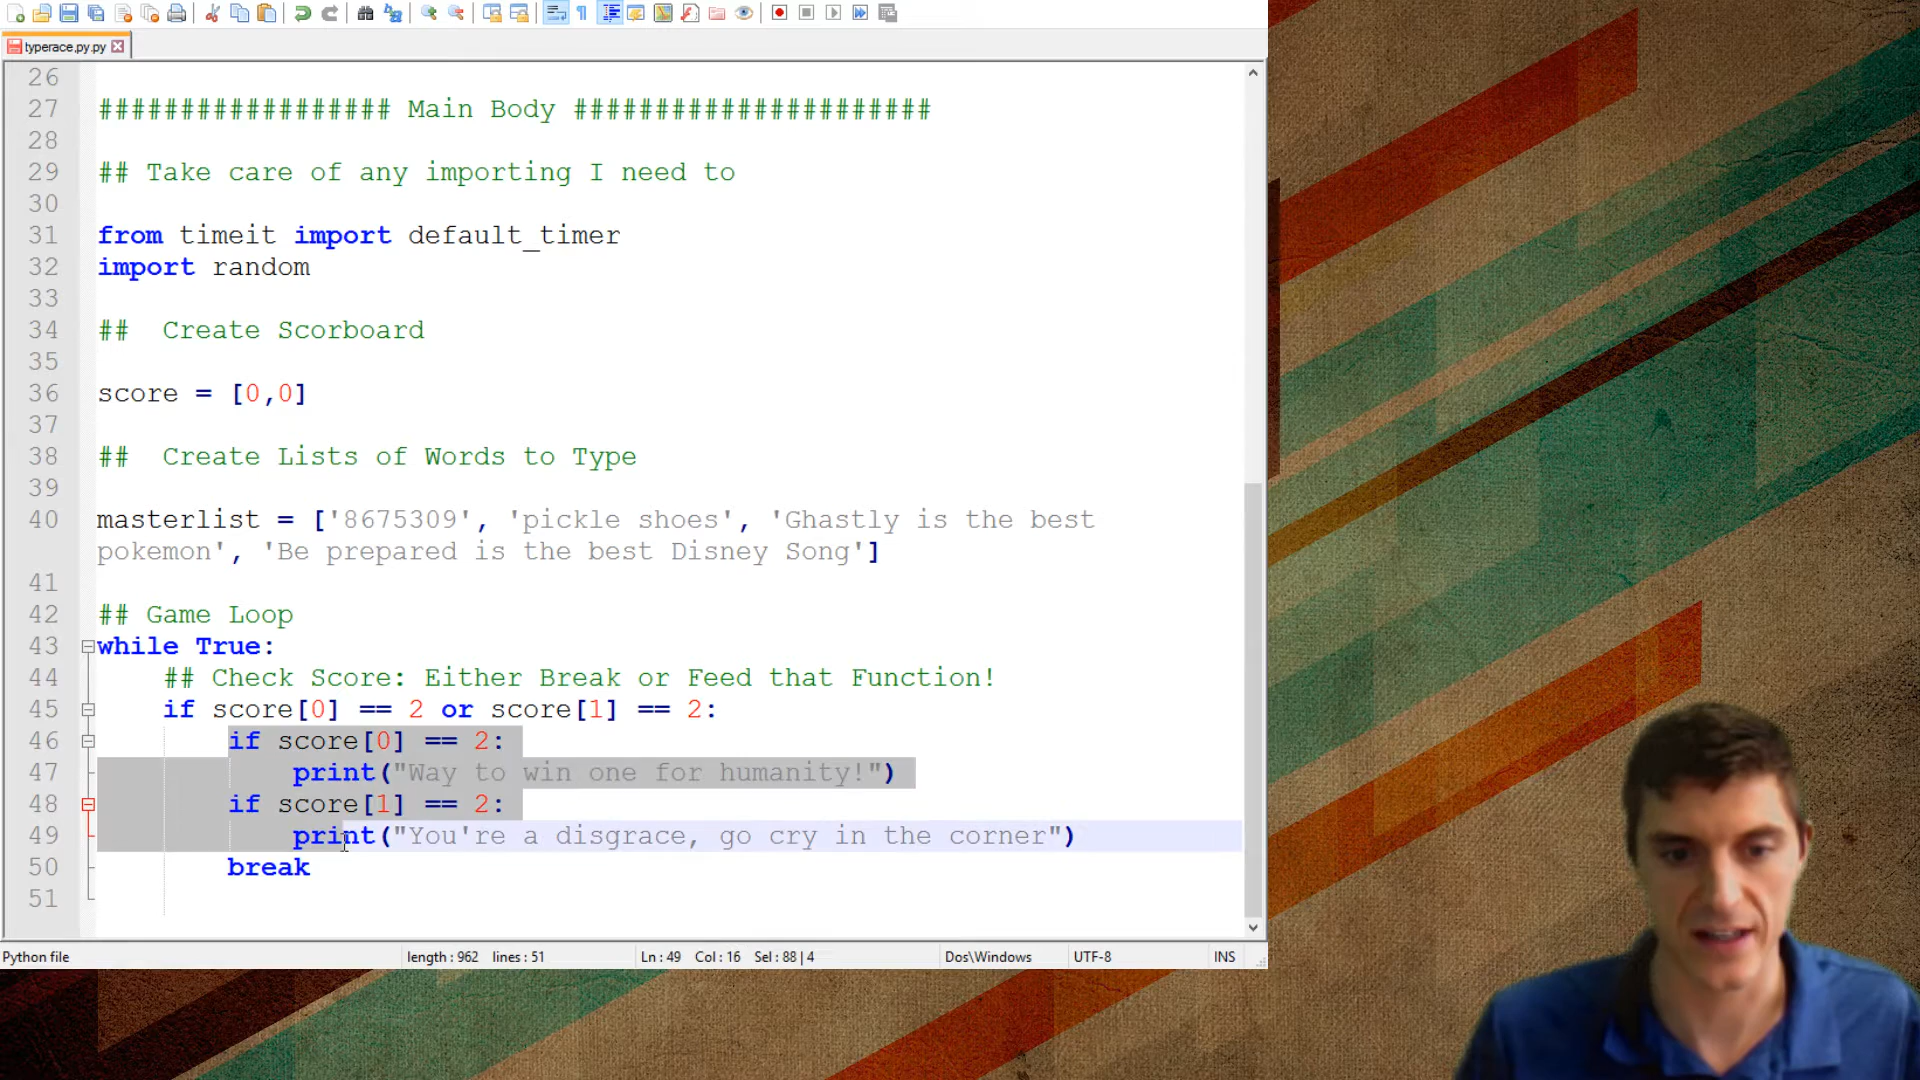 typerace.py.py
26
27 ################## Main Body ######################
28
29 ## Take care of any importing I need to
30
31 from timeit import default_timer
32 import random
33
34 ##  Create Scorboard
35
36 score = [0,0]
37
38 ##  Create Lists of Words to Type
39
40 masterlist = ['8675309', 'pickle shoes', 'Ghastly is the best
pokemon', 'Be prepared is the best Disney Song']
41
42 ## Game Loop
43 while True:
44     ## Check Score: Either Break or Feed that Function!
45     if score[0] == 2 or score[1] == 2:
46         if score[0] == 2:
47             print("Way to win one for humanity!")
48         if score[1] == 2:
49             print("You're a disgrace, go cry in the corner")
50         break
51
Python file length : 962 lines : 51 Ln : 49 Col : 16 Sel : 88 | 4 Dos\Windows UTF-8 INS